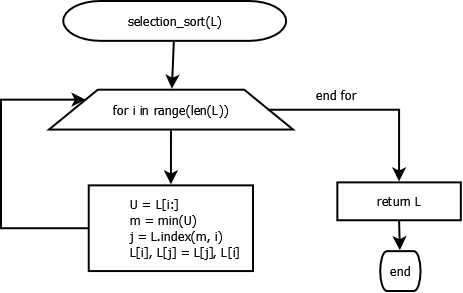 selection_sort(L)
for i in range(len(L))
end for
U = L[i:]
m = min(U)
j = L.index(m, i)
L[i], L[j] = L[j], L[i]
return L
end